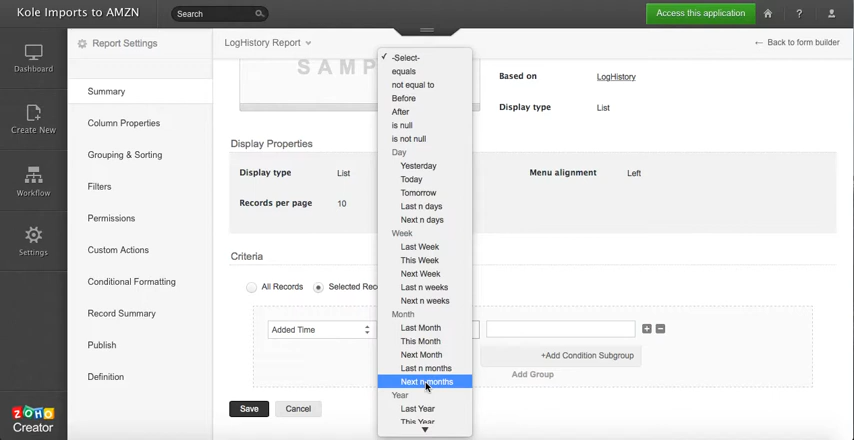 Kole Imports to AMZN
Search
Access this application
?
Dashboard
Create New
Workflow
Settings
ZOHO
Creator
Report Settings
Summary
Column Properties
Grouping & Sorting
Filters
Permissions
Custom Actions
Conditional Formatting
Record Summary
Publish
Definition
LogHistory Report
← Back to form builder
SAMP
Based on LogHistory
Display type List
Display Properties
Display type List
Menu alignment Left
Records per page 10
Criteria
All Records Selected Rec
Added Time
+Add Condition Subgroup
Add Group
Save Cancel
✓ -Select-
equals
not equal to
Before
After
is null
is not null
Day
Yesterday
Today
Tomorrow
Last n days
Next n days
Week
Last Week
This Week
Next Week
Last n weeks
Next n weeks
Month
Last Month
This Month
Next Month
Last n months
Next n months
Year
Last Year
This Year